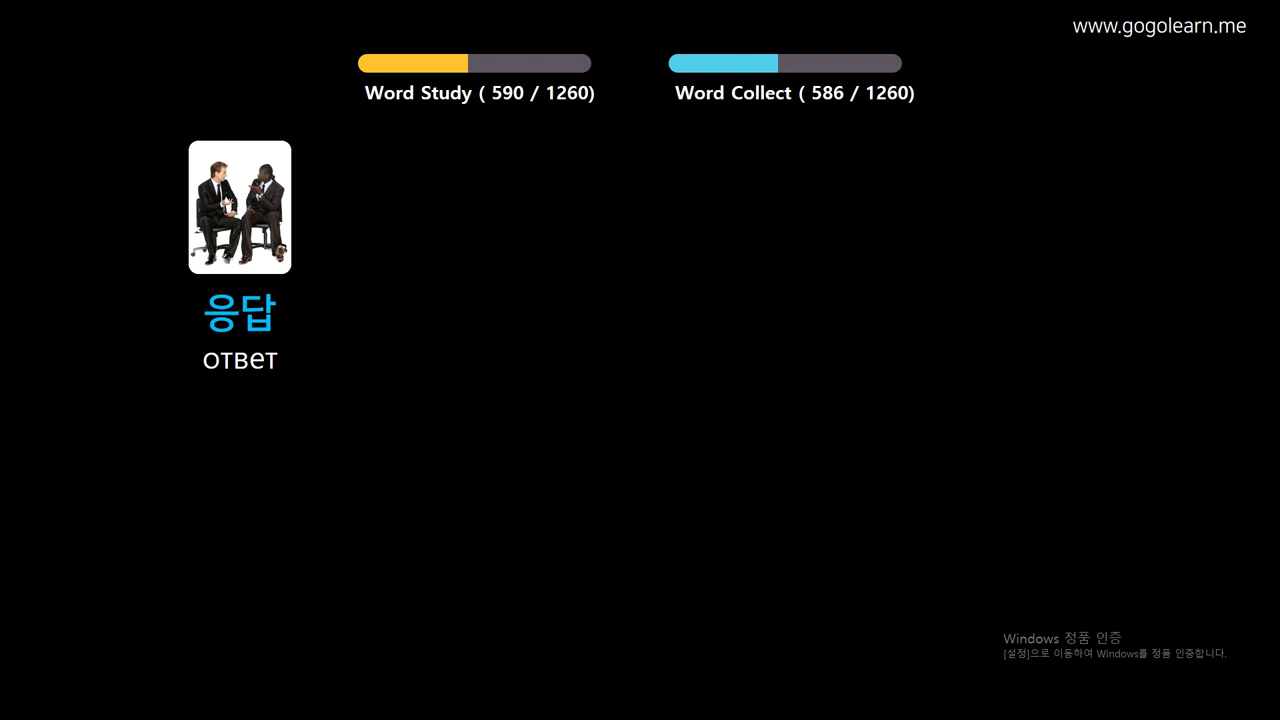 www.gogolearn.me
Word Study ( 590 / 1260)
Word Collect ( 586 / 1260)
응답
ответ
Windows 정품 인증
[설정]으로 이동하여 Windows를 정품 인증합니다.